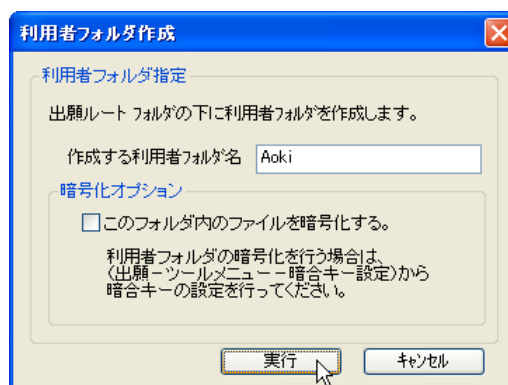 利用者フォルダ作成
利用者フォルダ指定
出願ルート フォルダの下に利用者フォルダを作成します。
作成する利用者フォルダ名 Aoki
暗号化オプション
このフォルダ内のファイルを暗号化する。
利用者フォルダの暗号化を行う場合は、
(出願－ツールメニュー－暗合キー設定)から
暗合キーの設定を行ってください。
実行 キャンセル